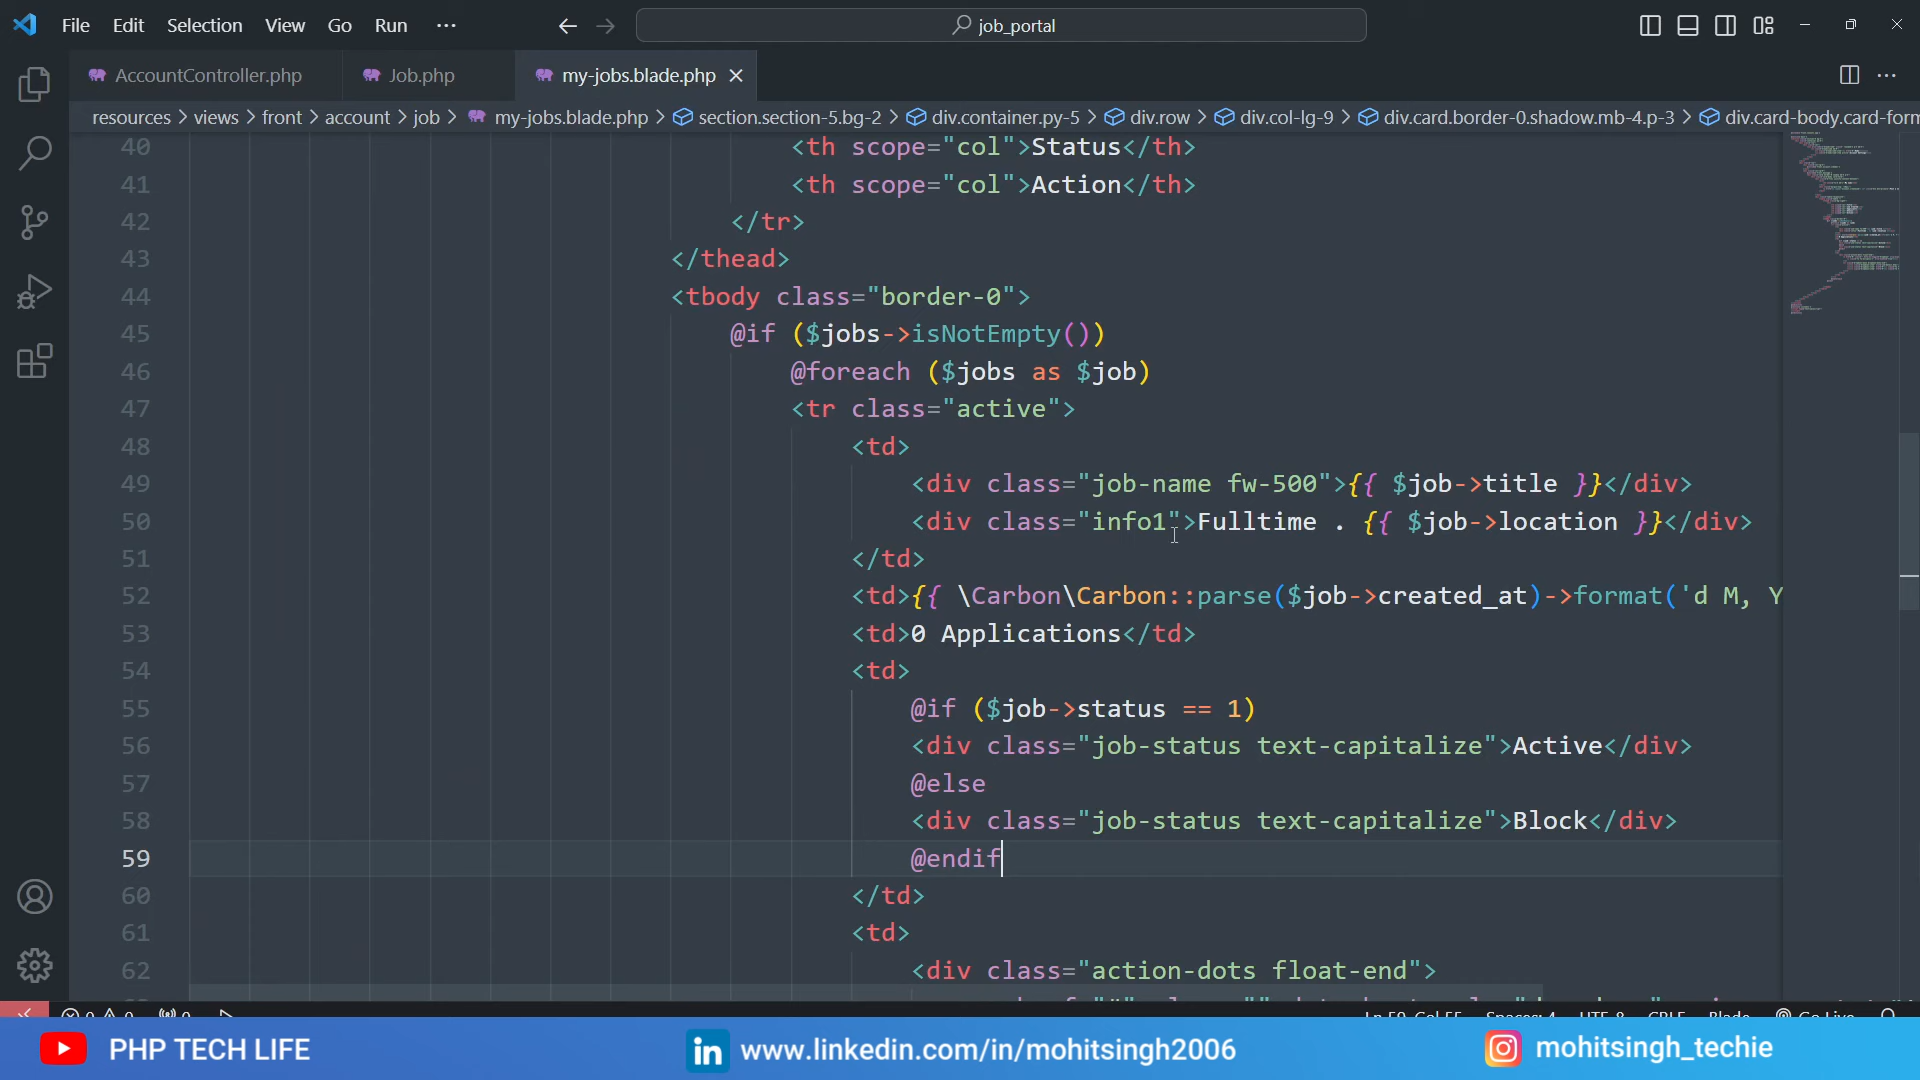 File Edit Selection View Go Run ··· job_portal
AccountController.php Job.php my-jobs.blade.php
resources > views > front > account > job > my-jobs.blade.php > section.section-5.bg-2 > div.container.py-5 > div.row > div.col-lg-9 > div.card.border-0.shadow.mb-4.p-3 > div.card-body.card-form
40 <th scope="col">Status</th>
41 <th scope="col">Action</th>
42 </tr>
43 </thead>
44 <tbody class="border-0">
45 @if ($jobs->isNotEmpty())
46 @foreach ($jobs as $job)
47 <tr class="active">
48 <td>
49 <div class="job-name fw-500">{{ $job->title }}</div>
50 <div class="info1">Fulltime . {{ $job->location }}</div>
51 </td>
52 <td>{{ \Carbon\Carbon::parse($job->created_at)->format('d M, Y
53 <td>0 Applications</td>
54 <td>
55 @if ($job->status == 1)
56 <div class="job-status text-capitalize">Active</div>
57 @else
58 <div class="job-status text-capitalize">Block</div>
59 @endif
60 </td>
61 <td>
62 <div class="action-dots float-end">
PHP TECH LIFE
www.linkedin.com/in/mohitsingh2006
mohitsingh_techie